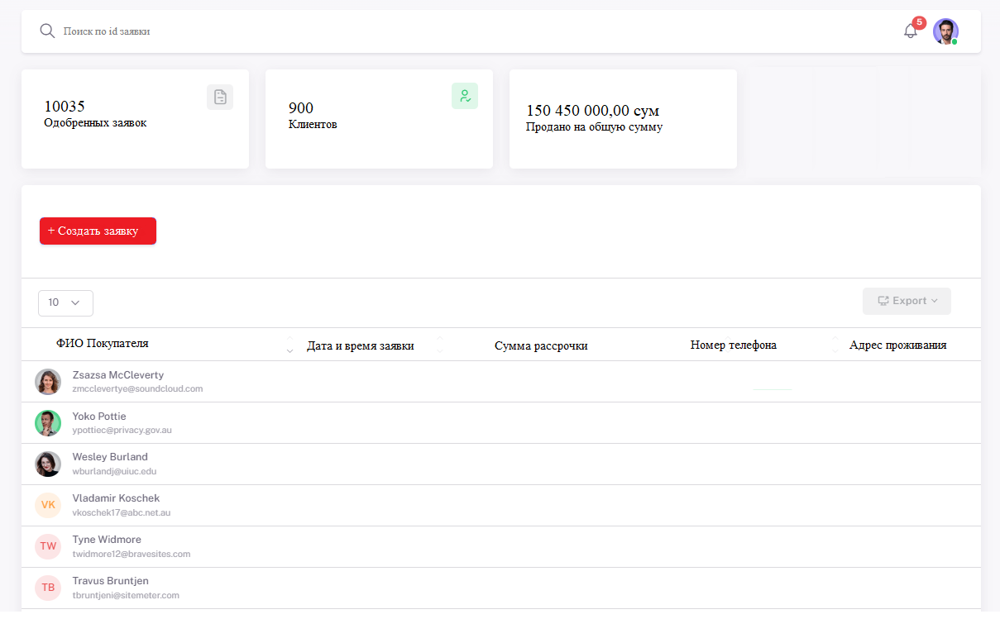 Поиск по id заявки
5
10035
Одобренных заявок
900
Клиентов
150 450 000,00 сум
Продано на общую сумму
+ Создать заявку
10
Export
ФИО Покупателя
Дата и время заявки
Сумма рассрочки
Номер телефона
Адрес проживания
Zsazsa McCleverty
zmcclevertye@soundcloud.com
Yoko Pottie
ypottiec@privacy.gov.au
Wesley Burland
wburlandj@uiuc.edu
VK
Vladamir Koschek
vkoschek17@abc.net.au
TW
Tyne Widmore
twidmore12@bravesites.com
TB
Travus Bruntjen
tbruntjeni@sitemeter.com